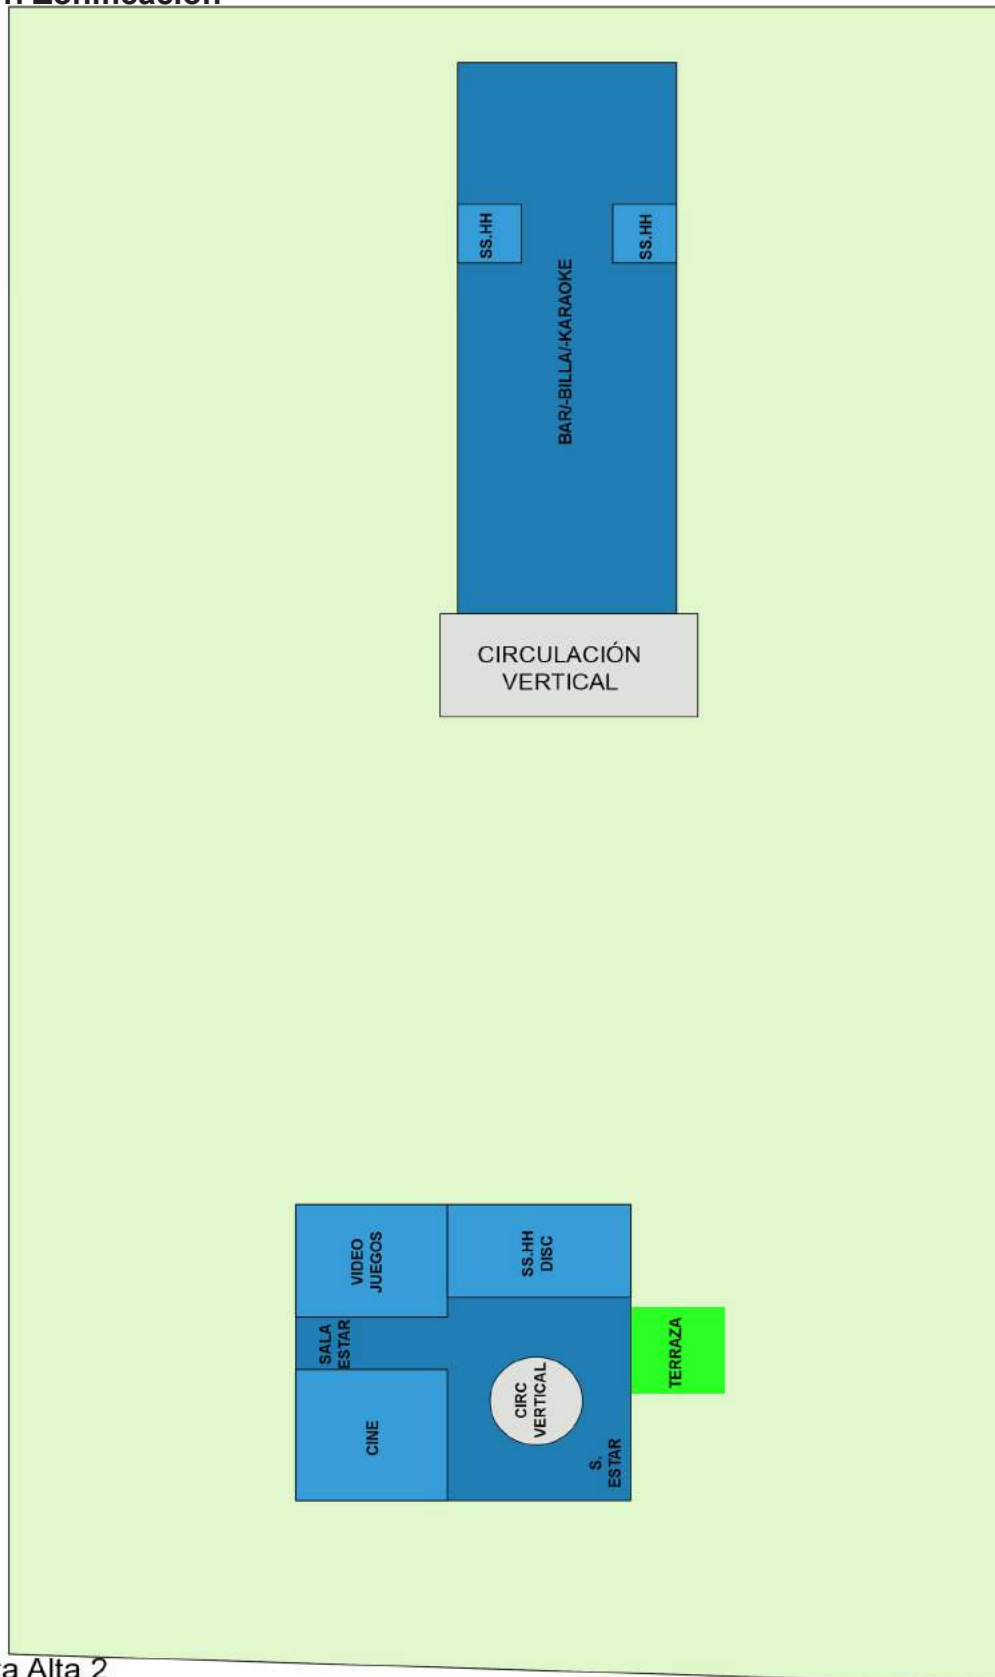 Zonificación
SS.HH
SS.HH
BAR/-BILLA/-KARAOKE
CIRCULACIÓN
VERTICAL
VIDEO
JUEGOS
SS.HH
DISC
SALA
ESTAR
TERRAZA
CIRC
VERTICAL
CINE
S.
ESTAR
Alta 2